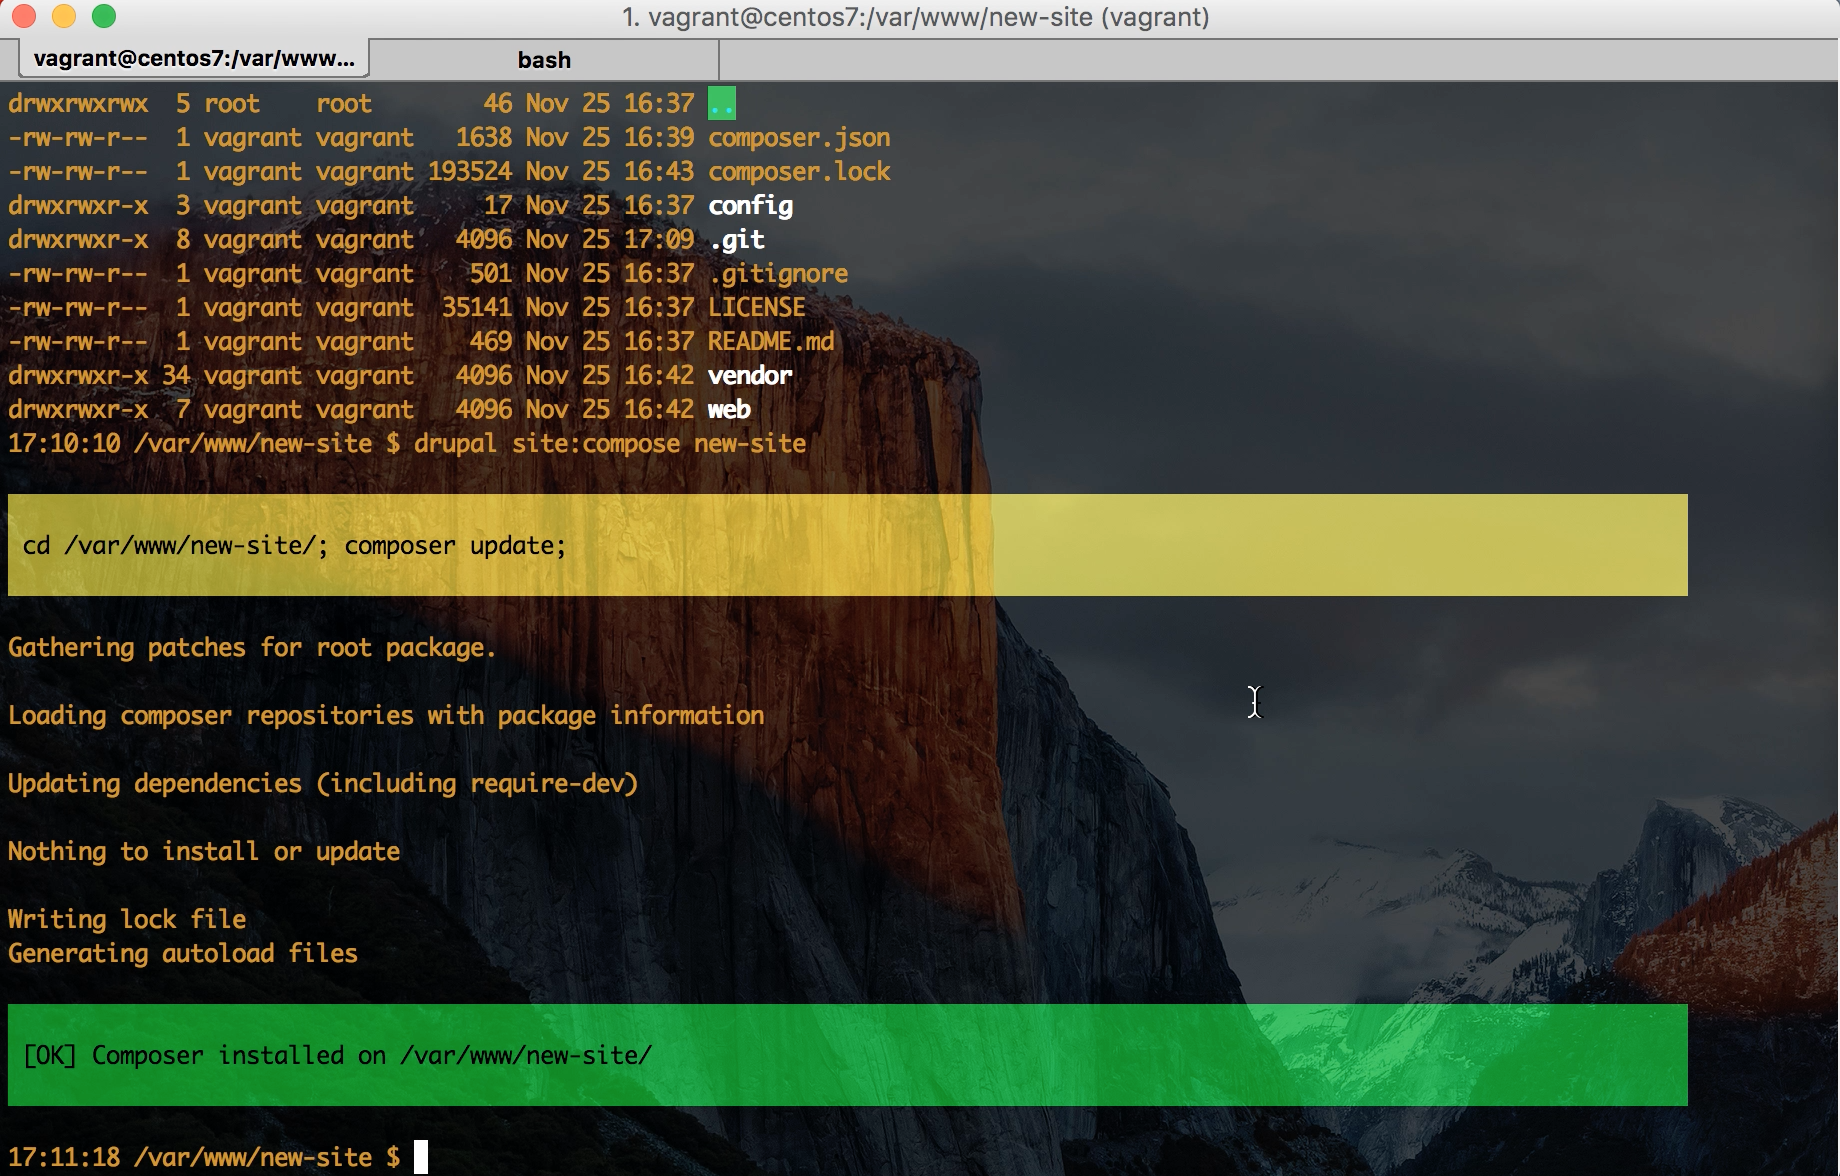 1. vagrant@centos7:/var/www/new-site (vagrant)
vagrant@centos7:/var/www... bash
drwxrwxrwx  5 root    root        46 Nov 25 16:37 ..
-rw-rw-r--  1 vagrant vagrant   1638 Nov 25 16:39 composer.json
-rw-rw-r--  1 vagrant vagrant 193524 Nov 25 16:43 composer.lock
drwxrwxr-x  3 vagrant vagrant     17 Nov 25 16:37 config
drwxrwxr-x  8 vagrant vagrant   4096 Nov 25 17:09 .git
-rw-rw-r--  1 vagrant vagrant    501 Nov 25 16:37 .gitignore
-rw-rw-r--  1 vagrant vagrant  35141 Nov 25 16:37 LICENSE
-rw-rw-r--  1 vagrant vagrant    469 Nov 25 16:37 README.md
drwxrwxr-x 34 vagrant vagrant   4096 Nov 25 16:42 vendor
drwxrwxr-x  7 vagrant vagrant   4096 Nov 25 16:42 web
17:10:10 /var/www/new-site $ drupal site:compose new-site
cd /var/www/new-site/; composer update;
Gathering patches for root package.
Loading composer repositories with package information
Updating dependencies (including require-dev)
Nothing to install or update
Writing lock file
Generating autoload files
[OK] Composer installed on /var/www/new-site/
17:11:18 /var/www/new-site $